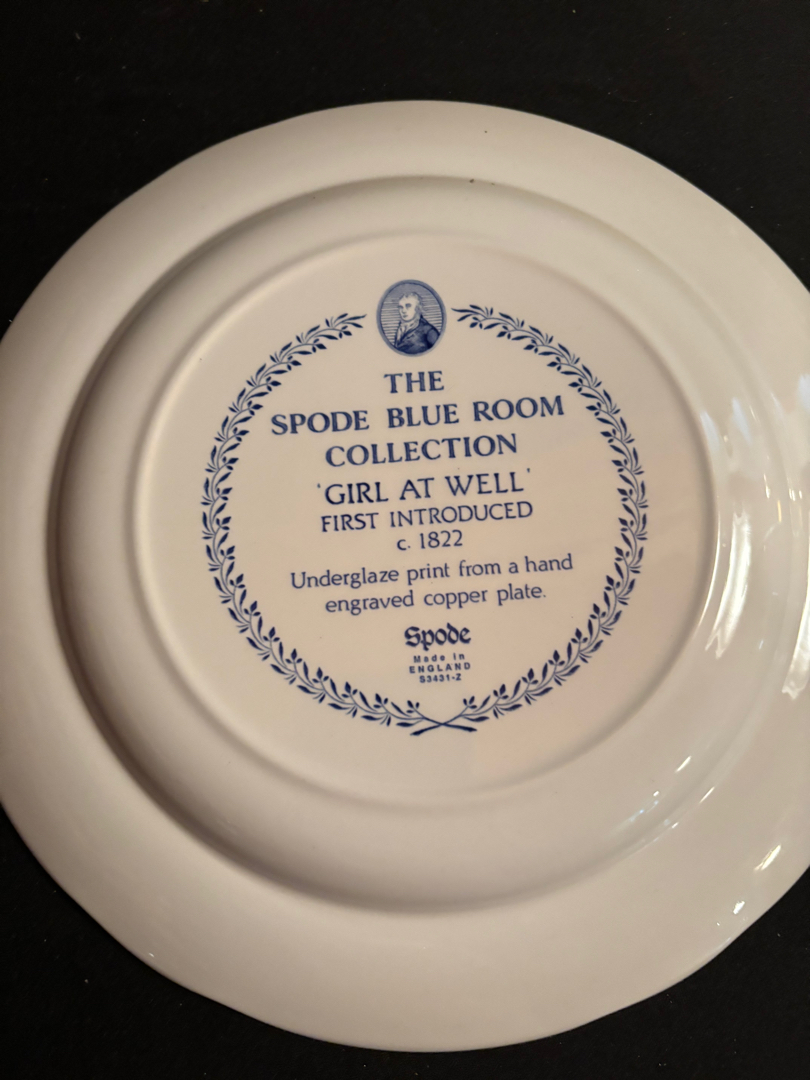 THE
SPODE BLUE ROOM
COLLECTION
'GIRL AT WELL'
FIRST INTRODUCED
c. 1822
Underglaze print from a hand
engraved copper plate.
Spode
Made in
ENGLAND
S3431-Z